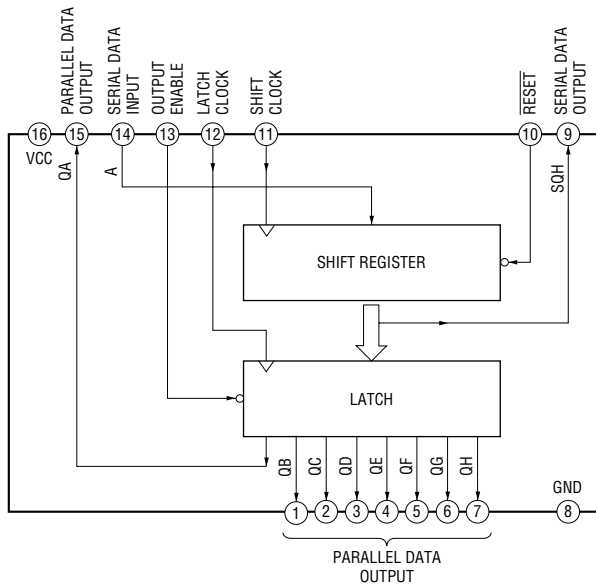 PARALLEL DATA
OUTPUT
SERIAL DATA
INPUT
OUTPUT
ENABLE
LATCH
CLOCK
SHIFT
CLOCK
RESET
SERIAL DATA
OUTPUT
16
15
14
13
12
11
10
9
VCC
QA
A
SQH
SHIFT REGISTER
LATCH
QB
QC
QD
QE
QF
QG
QH
GND
1
2
3
4
5
6
7
8
PARALLEL DATA
OUTPUT